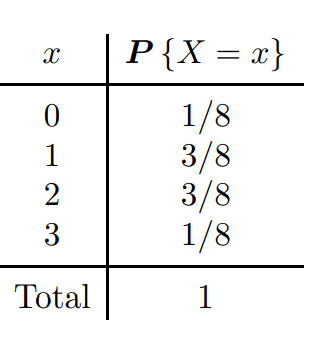 x P {X = x}
0 1/8
1 3/8
2 3/8
3 1/8
Total 1